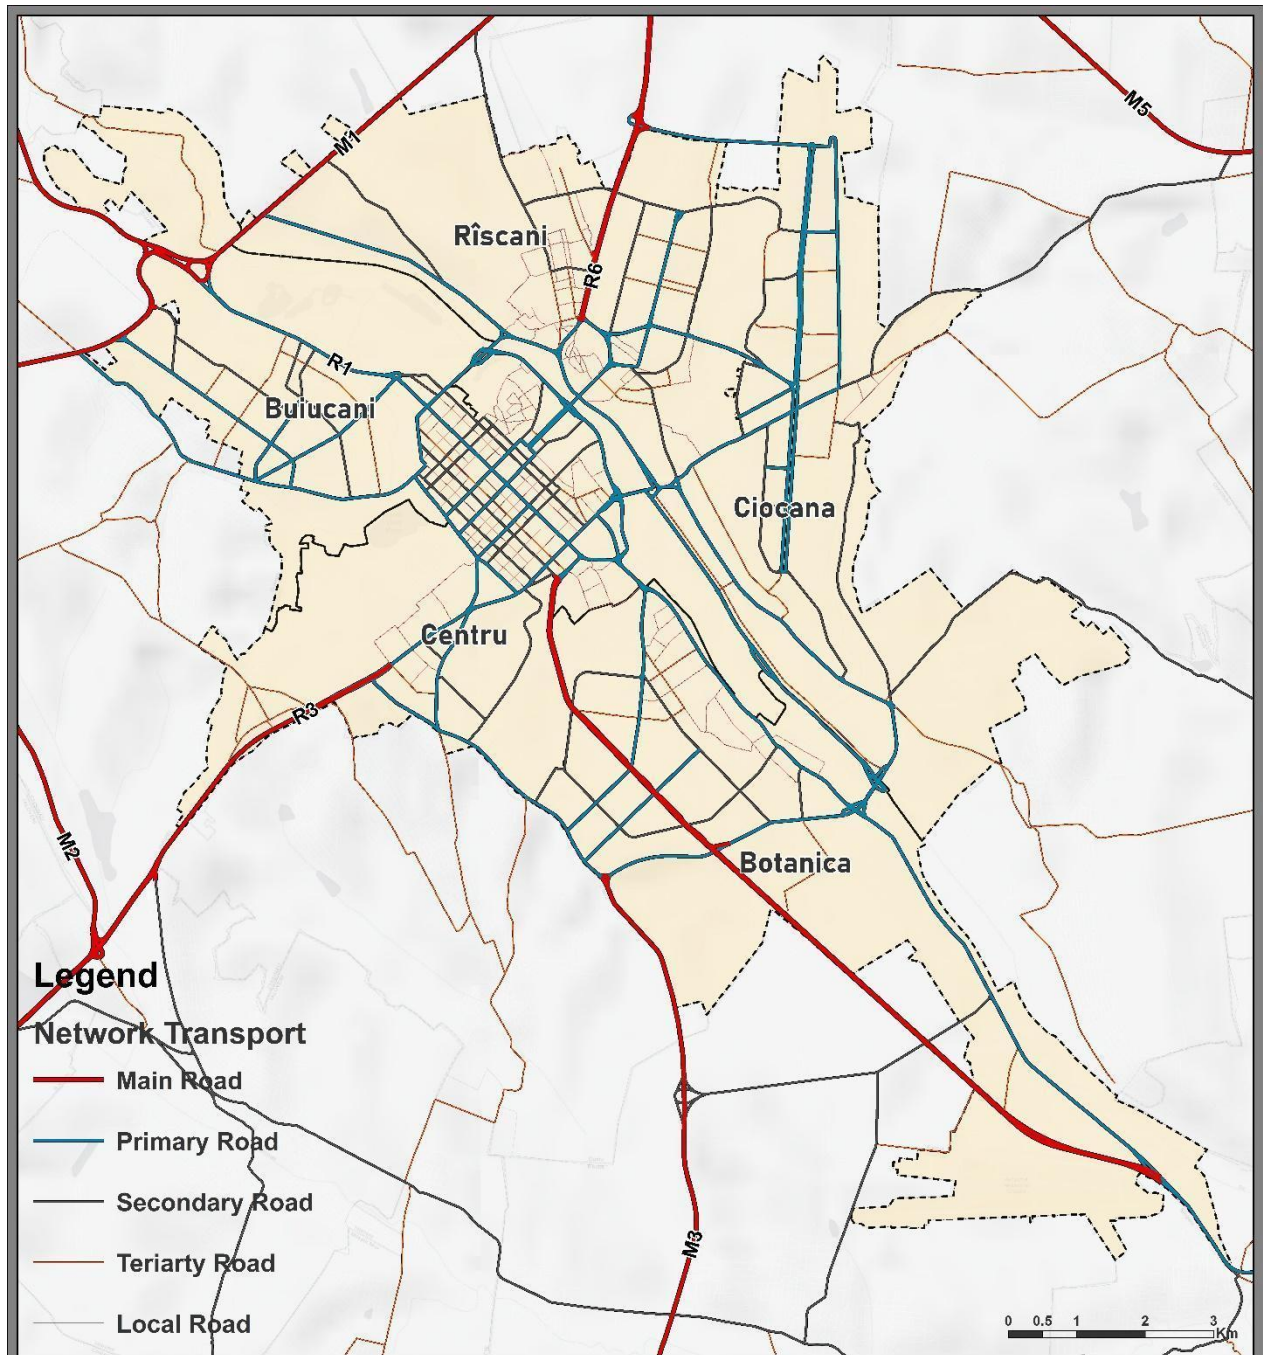 M5
M1
Rîscani
R6
R1
Buiucani
Ciocana
Centru
R3
M2
Botanica
Legend
Network Transport
Main Road
Primary Road
Secondary Road
Teriarty Road
Local Road
M3
0 0.5 1 2 3
Km